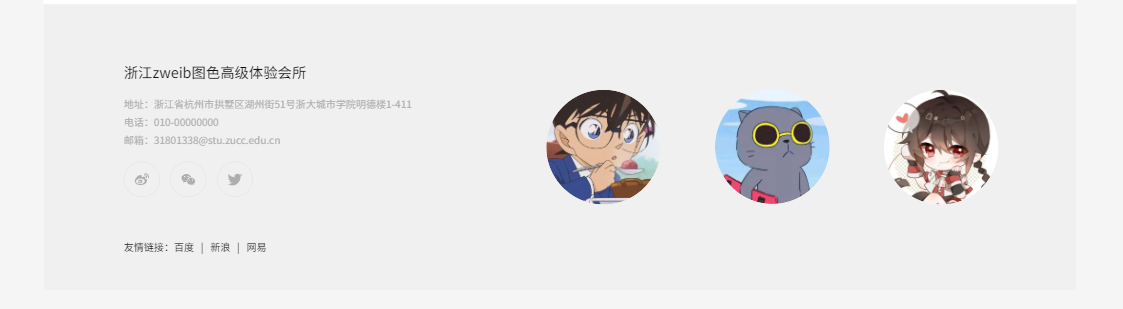 浙江zweib图色高级体验会所
地址：浙江省杭州市拱墅区湖州街51号浙大城市学院明德楼1-411
电话：010-00000000
邮箱：31801338@stu.zucc.edu.cn
友情链接：百度 | 新浪 | 网易